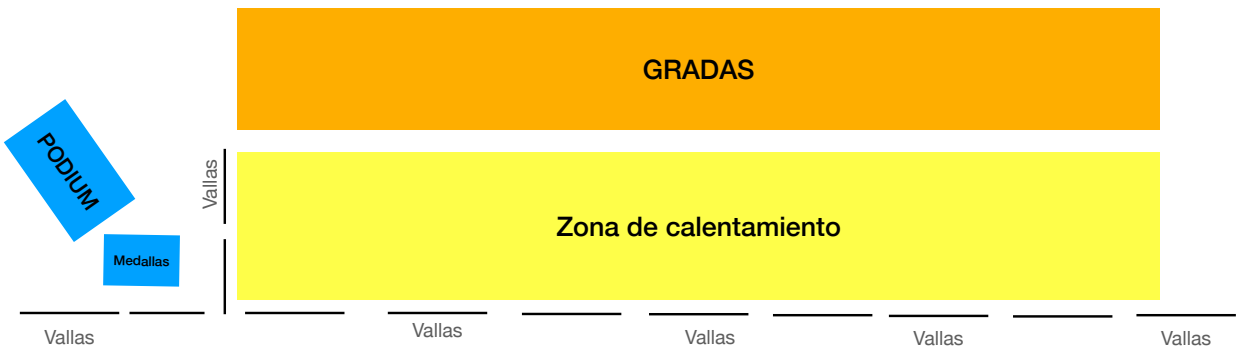 GRADAS
PODIUM
Vallas
Zona de calentamiento
Medallas
Vallas
Vallas
Vallas
Vallas
Vallas